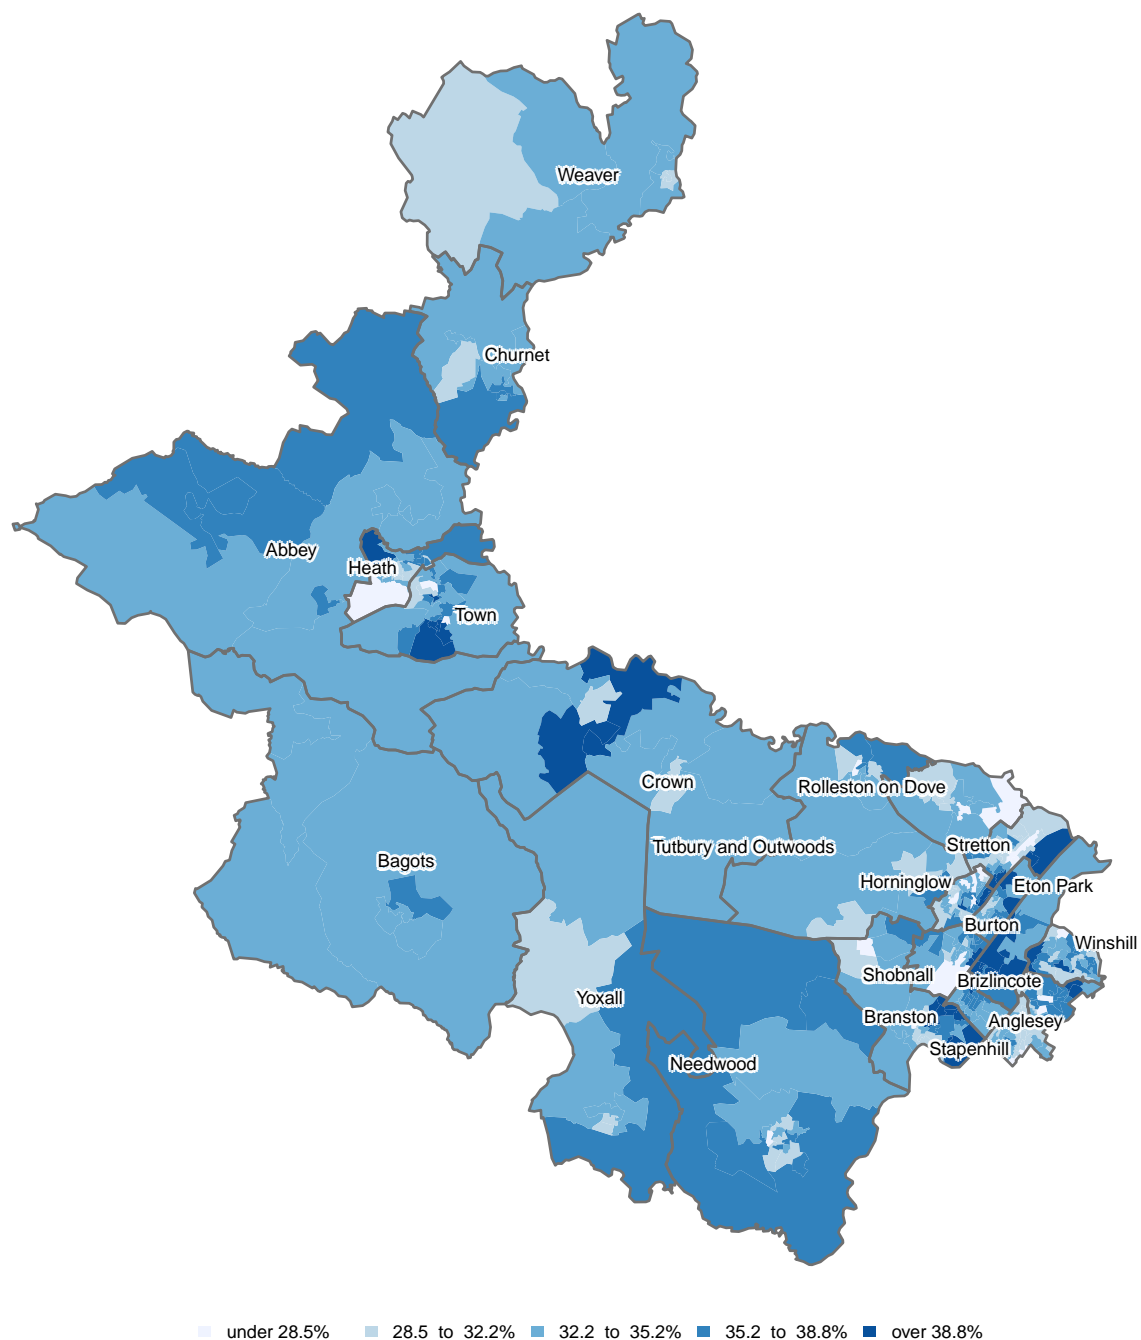 Weaver
Churnet
Abbey
Heath
Town
Crown
Rolleston on Dove
Tutbury and Outwoods
Stretton
Bagots
Horninglow
Eton Park
Burton
Winshill
Shobnall
Brizlincote
Yoxall
Branston
Anglesey
Stapenhill
Needwood
under 28.5% 28.5 to 32.2% 32.2 to 35.2% 35.2 to 38.8% over 38.8%